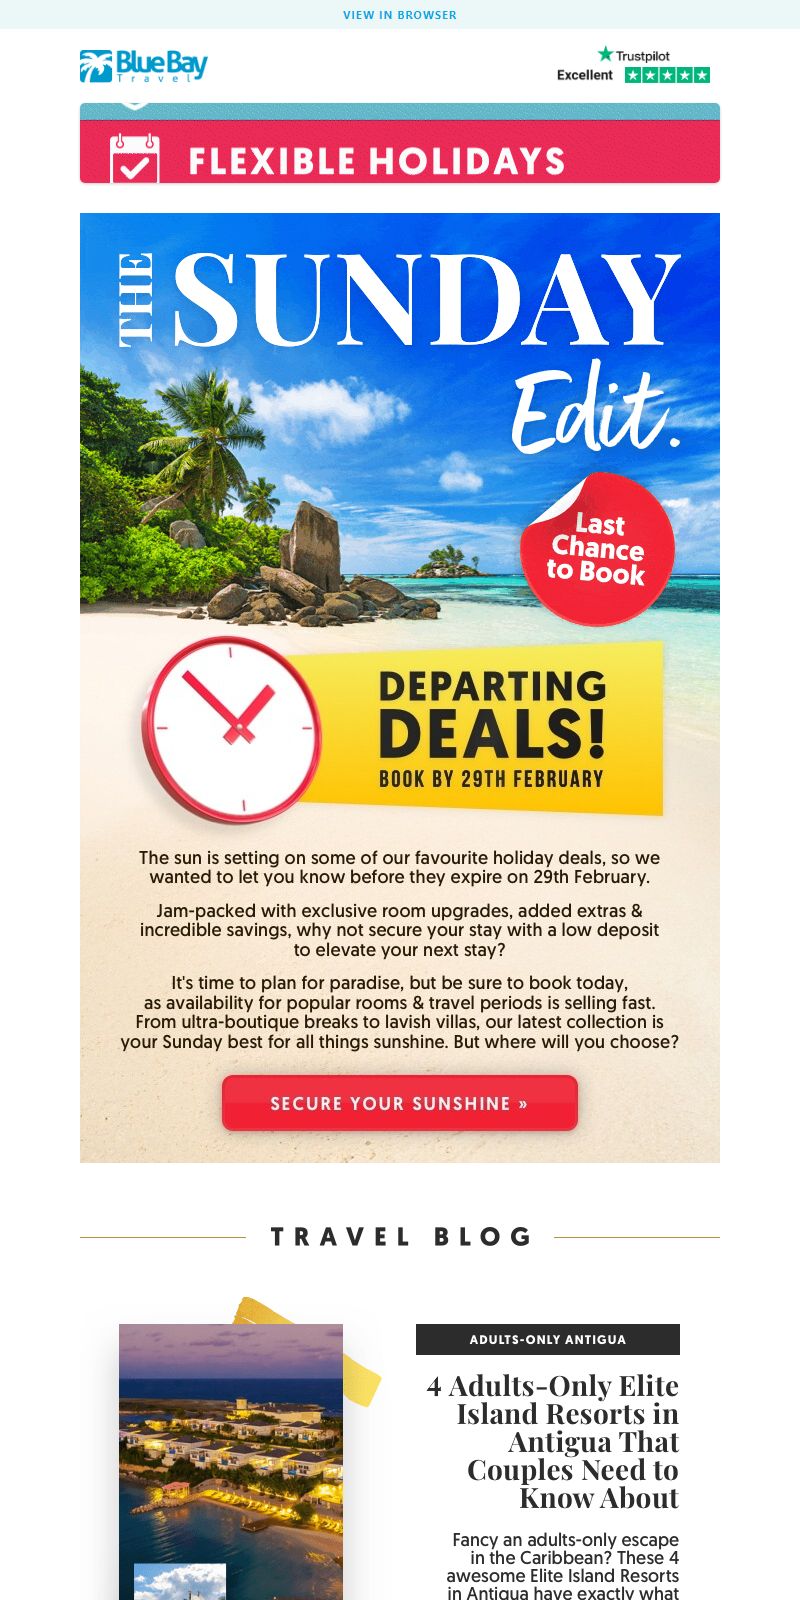 VIEW IN BROWSER
Blue Bay
Travel
Trustpilot
Excellent
FLEXIBLE HOLIDAYS
THE SUNDAY
Edit.
Last
Chance
to Book
DEPARTING
DEALS!
BOOK BY 29TH FEBRUARY
The sun is setting on some of our favourite holiday deals, so we
wanted to let you know before they expire on 29th February.
Jam-packed with exclusive room upgrades, added extras &
incredible savings, why not secure your stay with a low deposit
to elevate your next stay?
It's time to plan for paradise, but be sure to book today,
as availability for popular rooms & travel periods is selling fast.
From ultra-boutique breaks to lavish villas, our latest collection is
your Sunday best for all things sunshine. But where will you choose?
SECURE YOUR SUNSHINE »
TRAVEL BLOG
ADULTS-ONLY ANTIGUA
4 Adults-Only Elite
Island Resorts in
Antigua That
Couples Need to
Know About
Fancy an adults-only escape
in the Caribbean? These 4
awesome Elite Island Resorts
in Antigua have exactly what